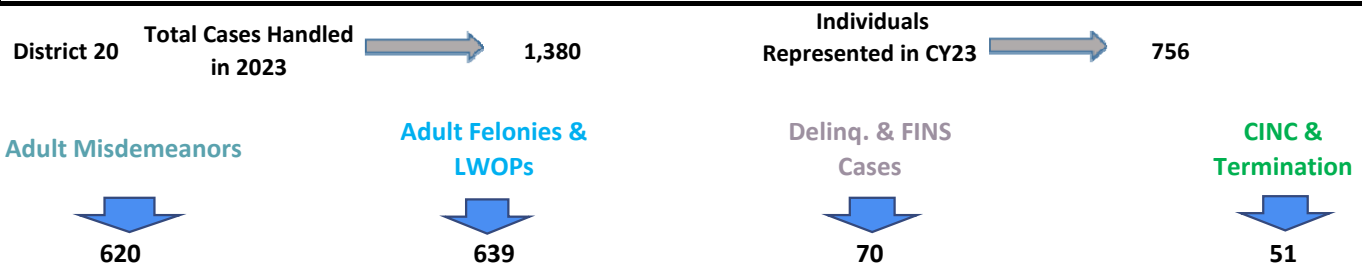 District 20
Total Cases Handled
in 2023
1,380
Individuals
Represented in CY23
756
Adult Misdemeanors
Adult Felonies &
LWOPs
Delinq. & FINS
Cases
CINC &
Termination
620
639
70
51